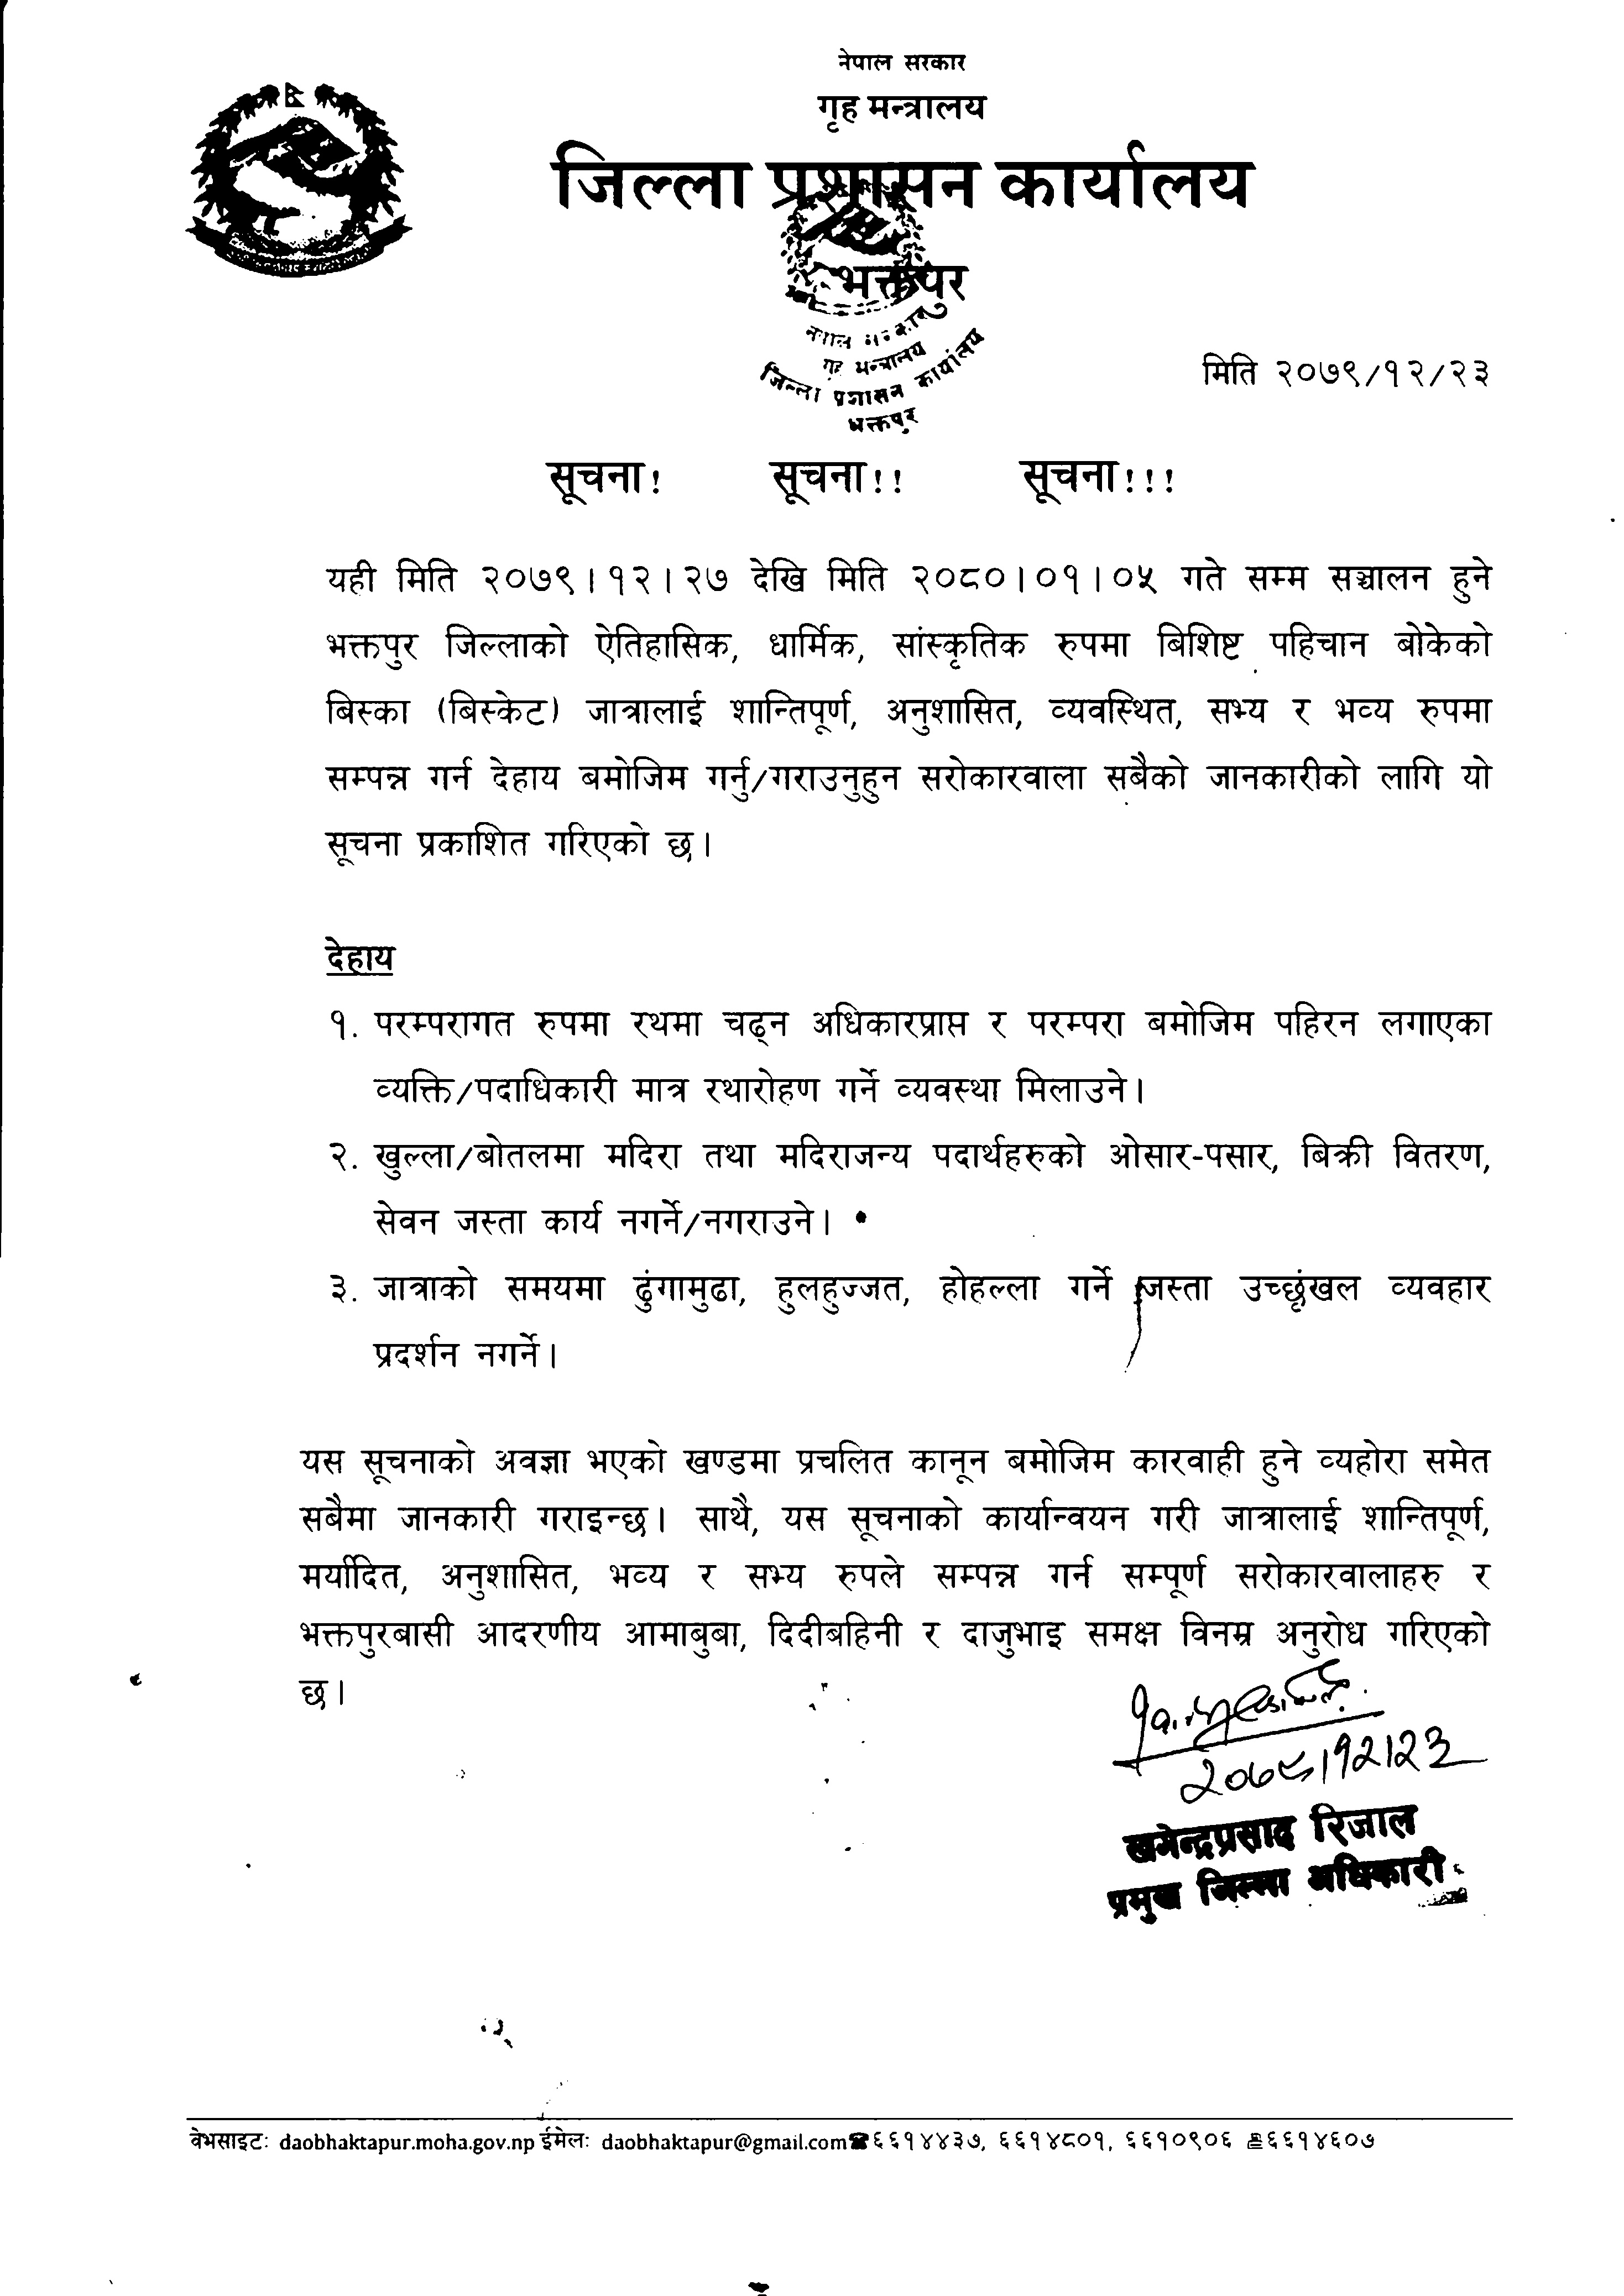 नेपाल सरकार
गृह मन्त्रालय
जिल्ला प्रशासन कार्यालय
भक्तपुर
नेपाल सरकार
गृह मन्त्रालय
जिल्ला प्रशासन कार्यालय
भक्तपुर
मिति २०७९/१२/२३
सूचना! सूचना!! सूचना!!!
यही मिति २०७९।१२।२७ देखि मिति २०८०।०१।०५ गते सम्म सञ्चालन हुने
भक्तपुर जिल्लाको ऐतिहासिक, धार्मिक, सांस्कृतिक रुपमा बिशिष्ट पहिचान बोकेको
बिस्का (बिस्केट) जात्रालाई शान्तिपूर्ण, अनुशासित, व्यवस्थित, सभ्य र भव्य रुपमा
सम्पन्न गर्न देहाय बमोजिम गर्नु/गराउनुहुन सरोकारवाला सबैको जानकारीको लागि यो
सूचना प्रकाशित गरिएको छ।
देहाय
१. परम्परागत रुपमा रथमा चढ्न अधिकारप्राप्त र परम्परा बमोजिम पहिरन लगाएका
व्यक्ति/पदाधिकारी मात्र रथारोहण गर्ने व्यवस्था मिलाउने।
२. खुल्ला/बोतलमा मदिरा तथा मदिराजन्य पदार्थहरुको ओसार-पसार, बिक्री वितरण,
सेवन जस्ता कार्य नगर्ने/नगराउने।
३. जात्राको समयमा ढुंगामुढा, हुलहुज्जत, होहल्ला गर्ने जस्ता उच्छृंखल व्यवहार
प्रदर्शन नगर्ने।
यस सूचनाको अवज्ञा भएको खण्डमा प्रचलित कानून बमोजिम कारवाही हुने व्यहोरा समेत
सबैमा जानकारी गराइन्छ। साथै, यस सूचनाको कार्यान्वयन गरी जात्रालाई शान्तिपूर्ण,
मर्यादित, अनुशासित, भव्य र सभ्य रुपले सम्पन्न गर्न सम्पूर्ण सरोकारवालाहरु र
भक्तपुरबासी आदरणीय आमाबुबा, दिदीबहिनी र दाजुभाइ समक्ष विनम्र अनुरोध गरिएको
छ।
२०७९।१२।२३
खगेन्द्रप्रसाद रिजाल
प्रमुख जिल्ला अधिकारी
वेभसाइट: daobhaktapur.moha.gov.np ईमेल: daobhaktapur@gmail.com ६६१४४३७, ६६१४८०१, ६६१०९०६ ६६१४६०७